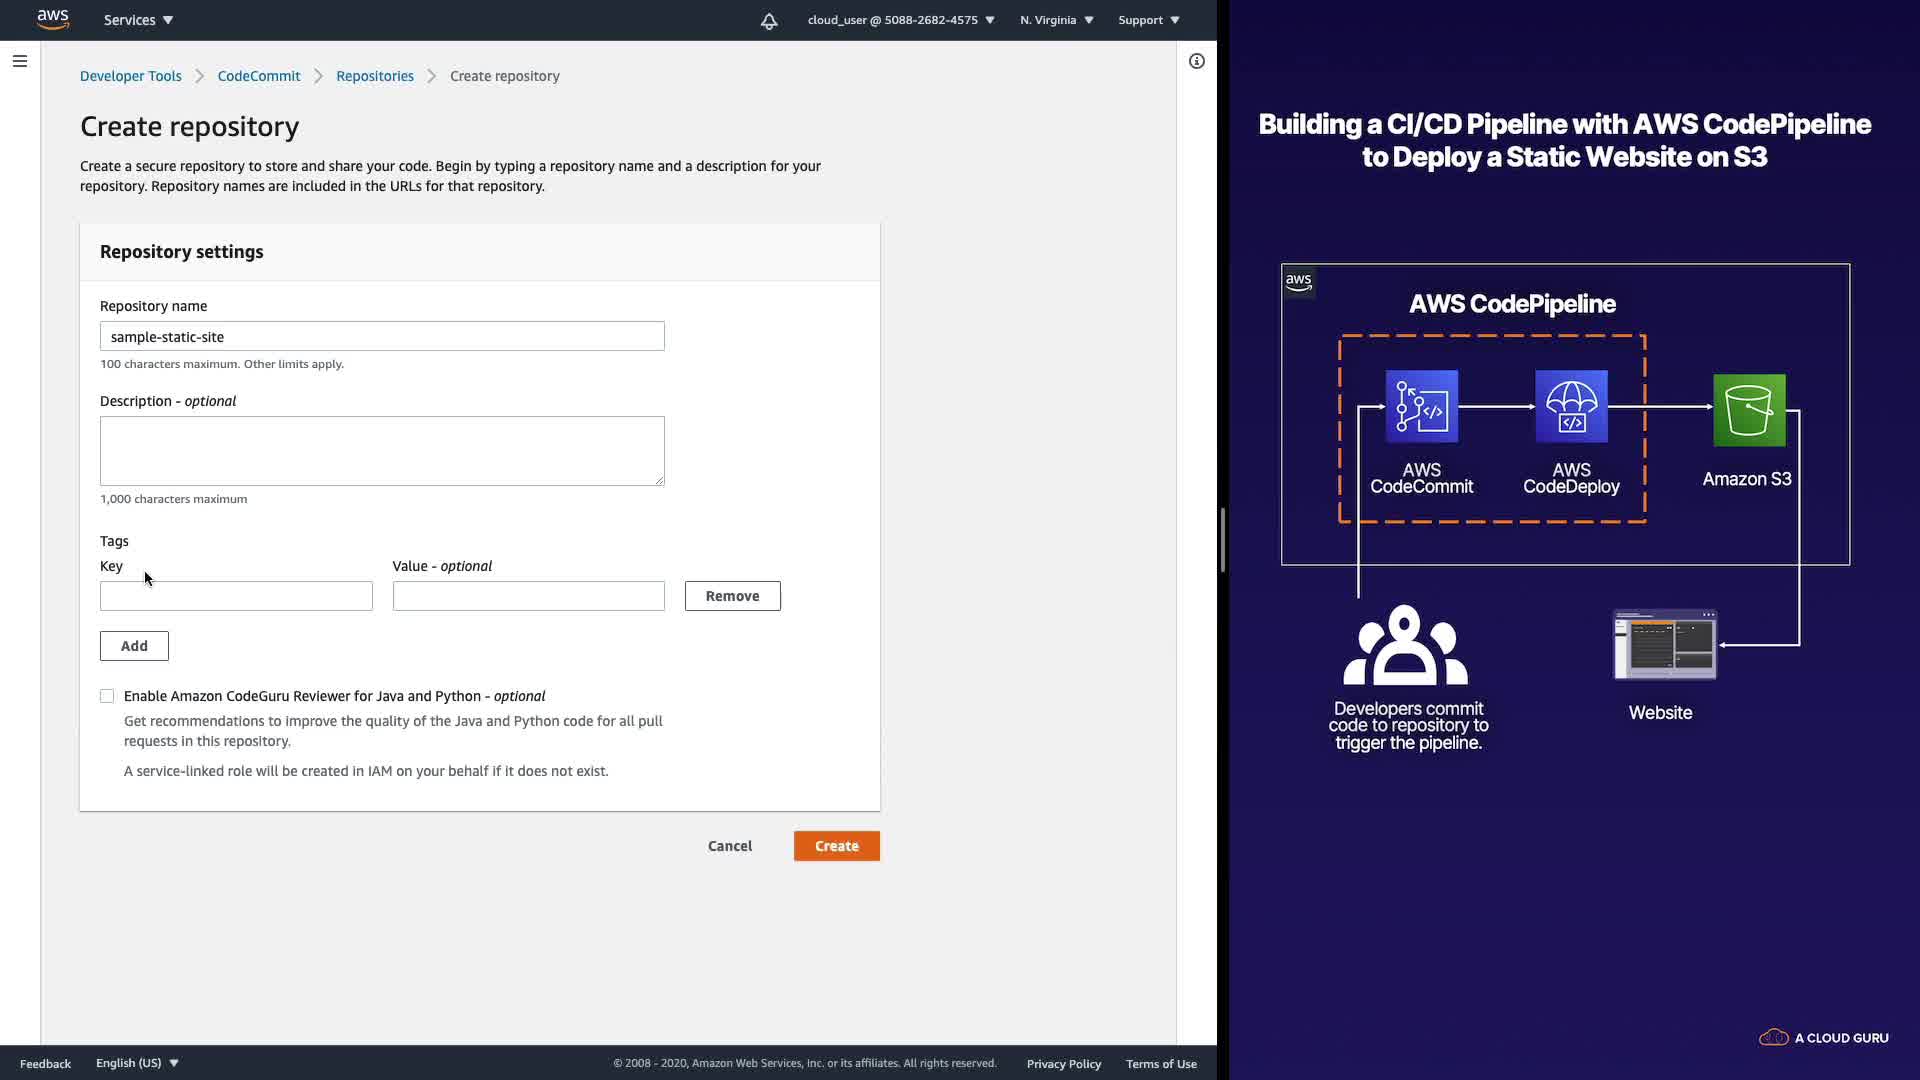 aws
Services
cloud_user @ 5088-2682-4575
N. Virginia
Support
Developer Tools
CodeCommit
Repositories
Create repository
Create repository
Create a secure repository to store and share your code. Begin by typing a repository name and a description for your
repository. Repository names are included in the URLs for that repository.
Repository settings
Repository name
sample-static-site
100 characters maximum. Other limits apply.
Description - optional
1,000 characters maximum
Tags
Key
Value - optional
Remove
Add
Enable Amazon CodeGuru Reviewer for Java and Python - optional
Get recommendations to improve the quality of the Java and Python code for all pull
requests in this repository.
A service-linked role will be created in IAM on your behalf if it does not exist.
Cancel
Create
Feedback
English (US)
© 2008 - 2020, Amazon Web Services, Inc. or its affiliates. All rights reserved.
Privacy Policy
Terms of Use
Building a CI/CD Pipeline with AWS CodePipeline
to Deploy a Static Website on S3
aws
AWS CodePipeline
AWS
CodeCommit
AWS
CodeDeploy
Amazon S3
Developers commit
code to repository to
trigger the pipeline.
Website
A CLOUD GURU